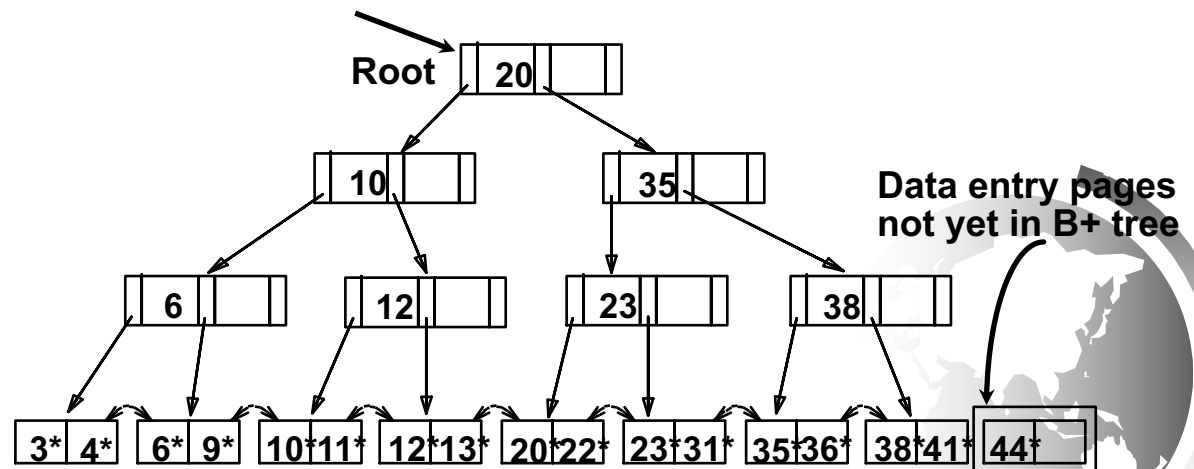 20
Root
10
35
Data entry pages
not yet in B+ tree
6
12
23
38
3* 4* 6* 9* 10* 11* 12* 13* 20* 22* 23* 31* 35* 36* 38* 41* 44*